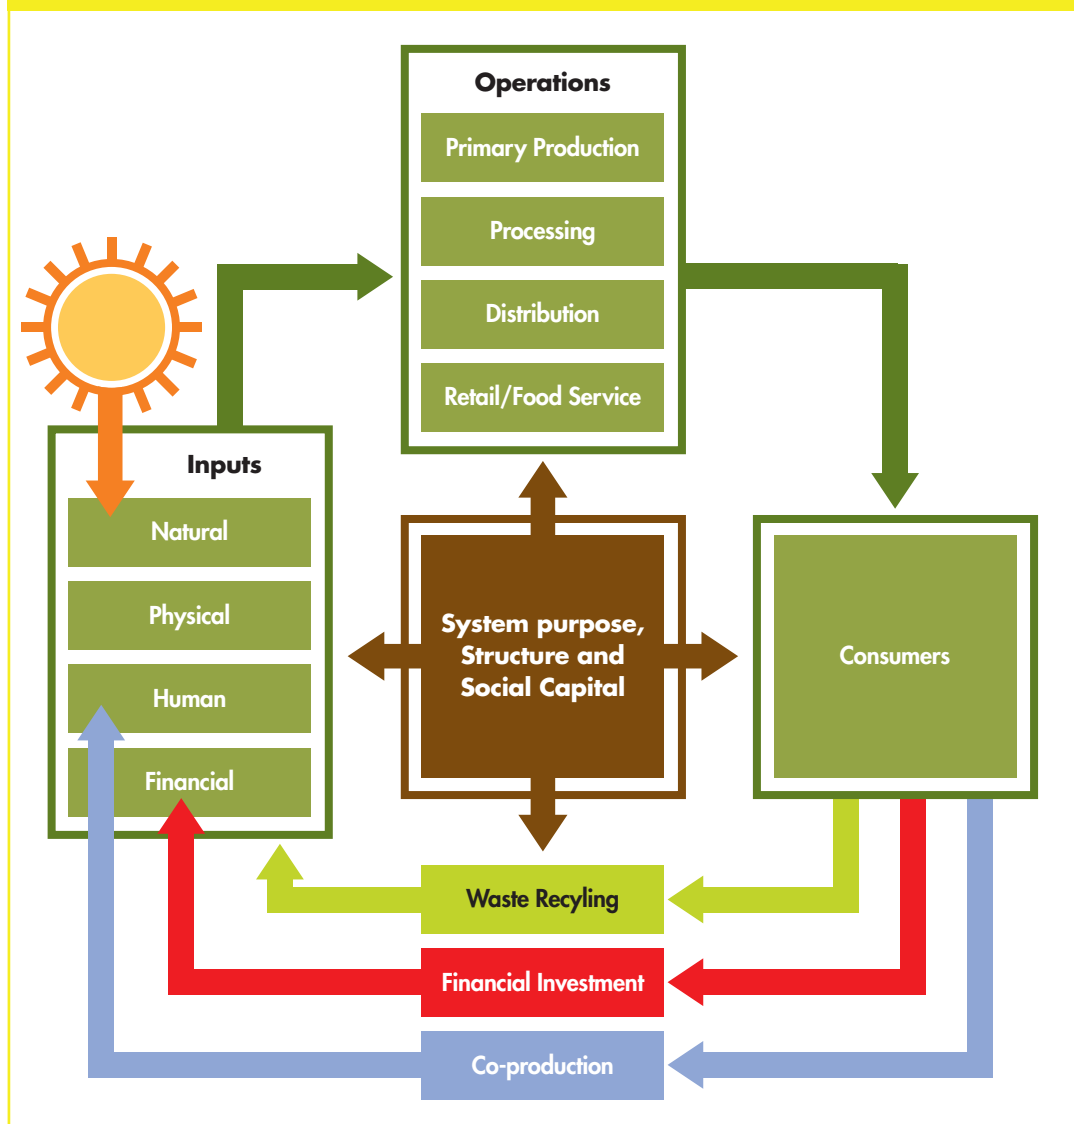 Operations
Primary Production
Processing
Distribution
Retail/Food Service
Inputs
Natural
Physical
Human
Financial
System purpose,
Structure and
Social Capital
Consumers
Waste Recyling
Financial Investment
Co-production